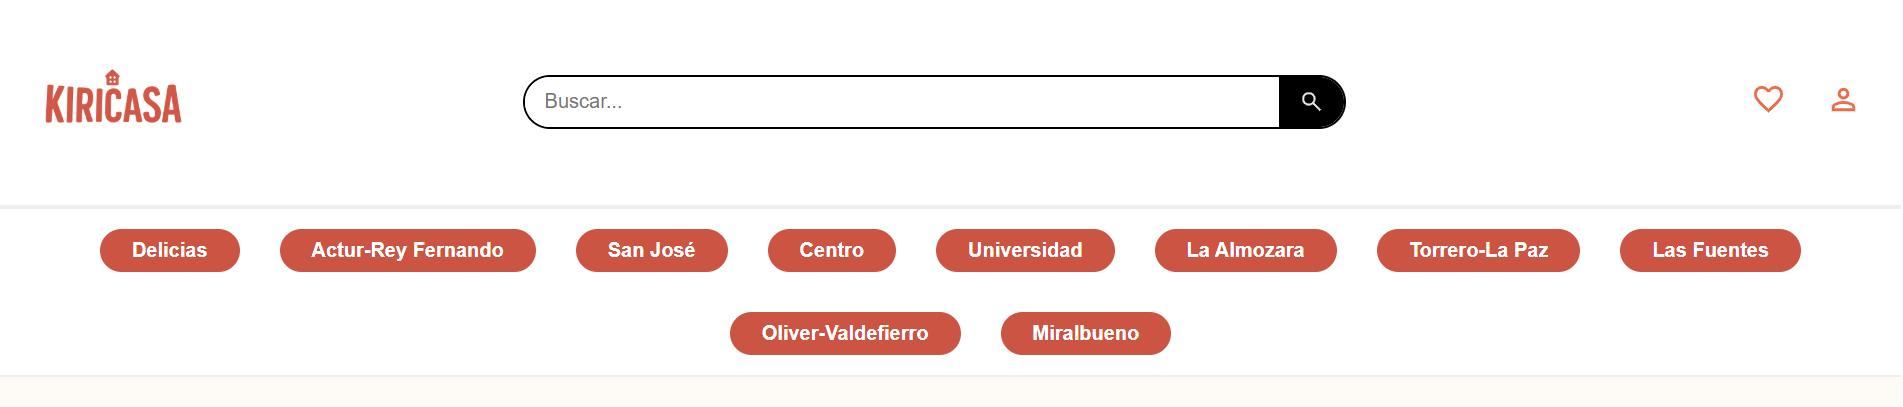 KIRICASA
Buscar...
Delicias
Actur-Rey Fernando
San José
Centro
Universidad
La Almozara
Torrero-La Paz
Las Fuentes
Oliver-Valdefierro
Miralbueno